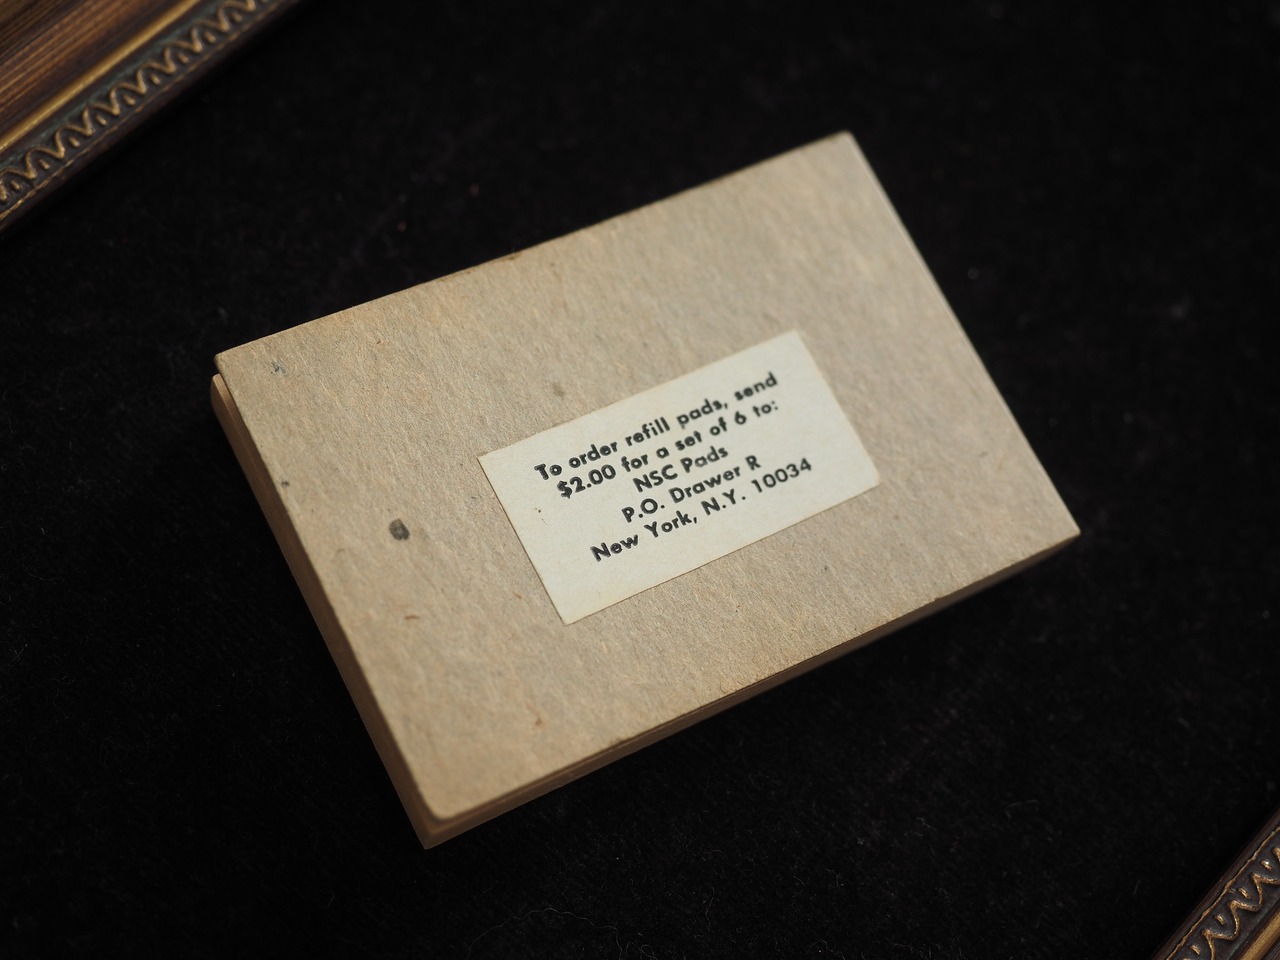 To order refill pads, send
$2.00 for a set of 6 to:
NSC Pads
P.O. Drawer R
New York, N.Y. 10034